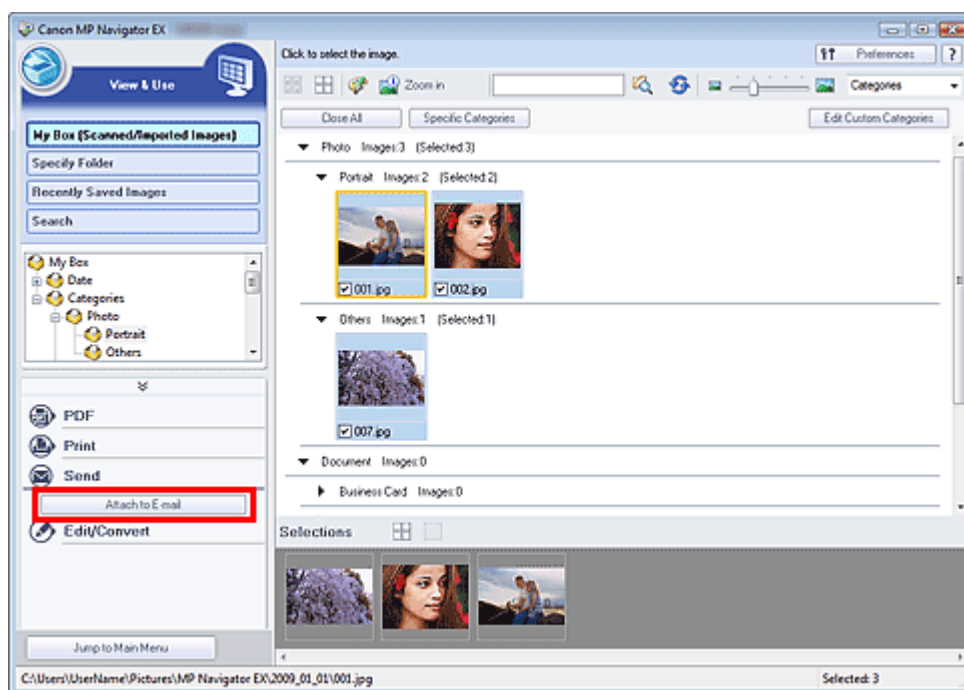 Canon MP Navigator EX
Click to select the image.
Preferences
?
View & Use
Zoom in
Categories
My Box (Scanned/Imported Images)
Specify Folder
Recently Saved Images
Search
Close All
Specific Categories
Edit Custom Categories
Photo Images:3 (Selected:3)
Portrait Images:2 (Selected:2)
001.jpg
002.jpg
Others Images:1 (Selected:1)
007.jpg
Document Images:0
Business Card Images:0
My Box
Date
Categories
Photo
Portrait
Others
PDF
Print
Send
Attach to E-mail
Edit/Convert
Selections
Jump to Main Menu
C:\Users\UserName\Pictures\MP Navigator EX\2009_01_01\001.jpg
Selected: 3